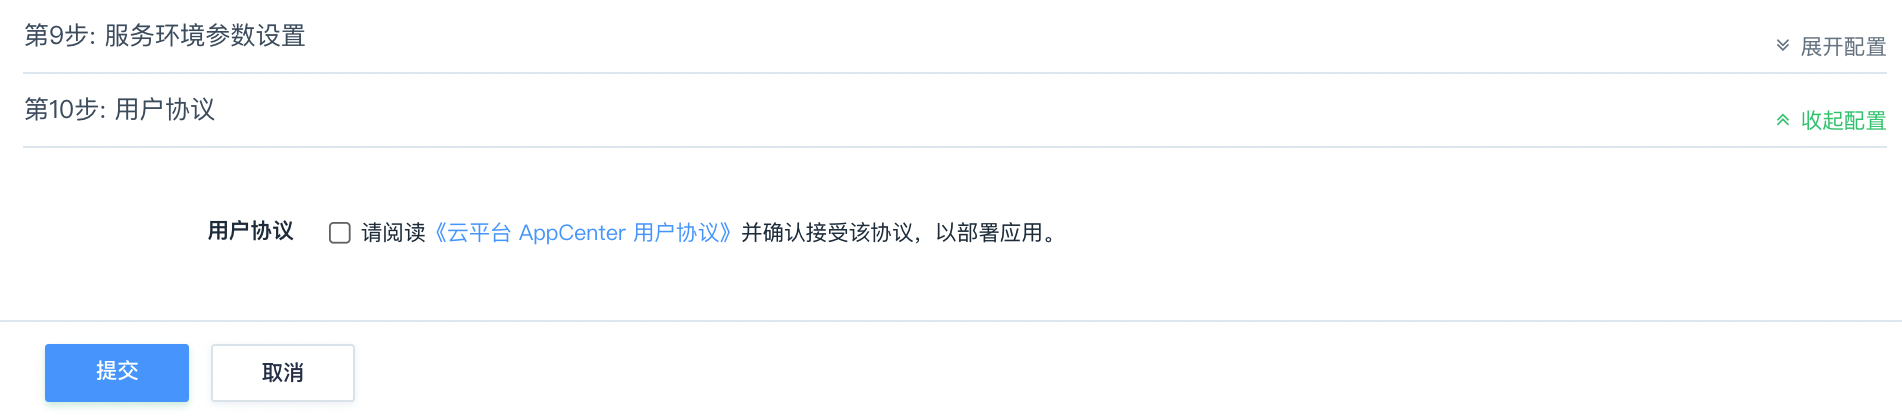 第9步: 服务环境参数设置
展开配置
第10步: 用户协议
收起配置
用户协议 请阅读《云平台 AppCenter 用户协议》并确认接受该协议，以部署应用。
提交 取消